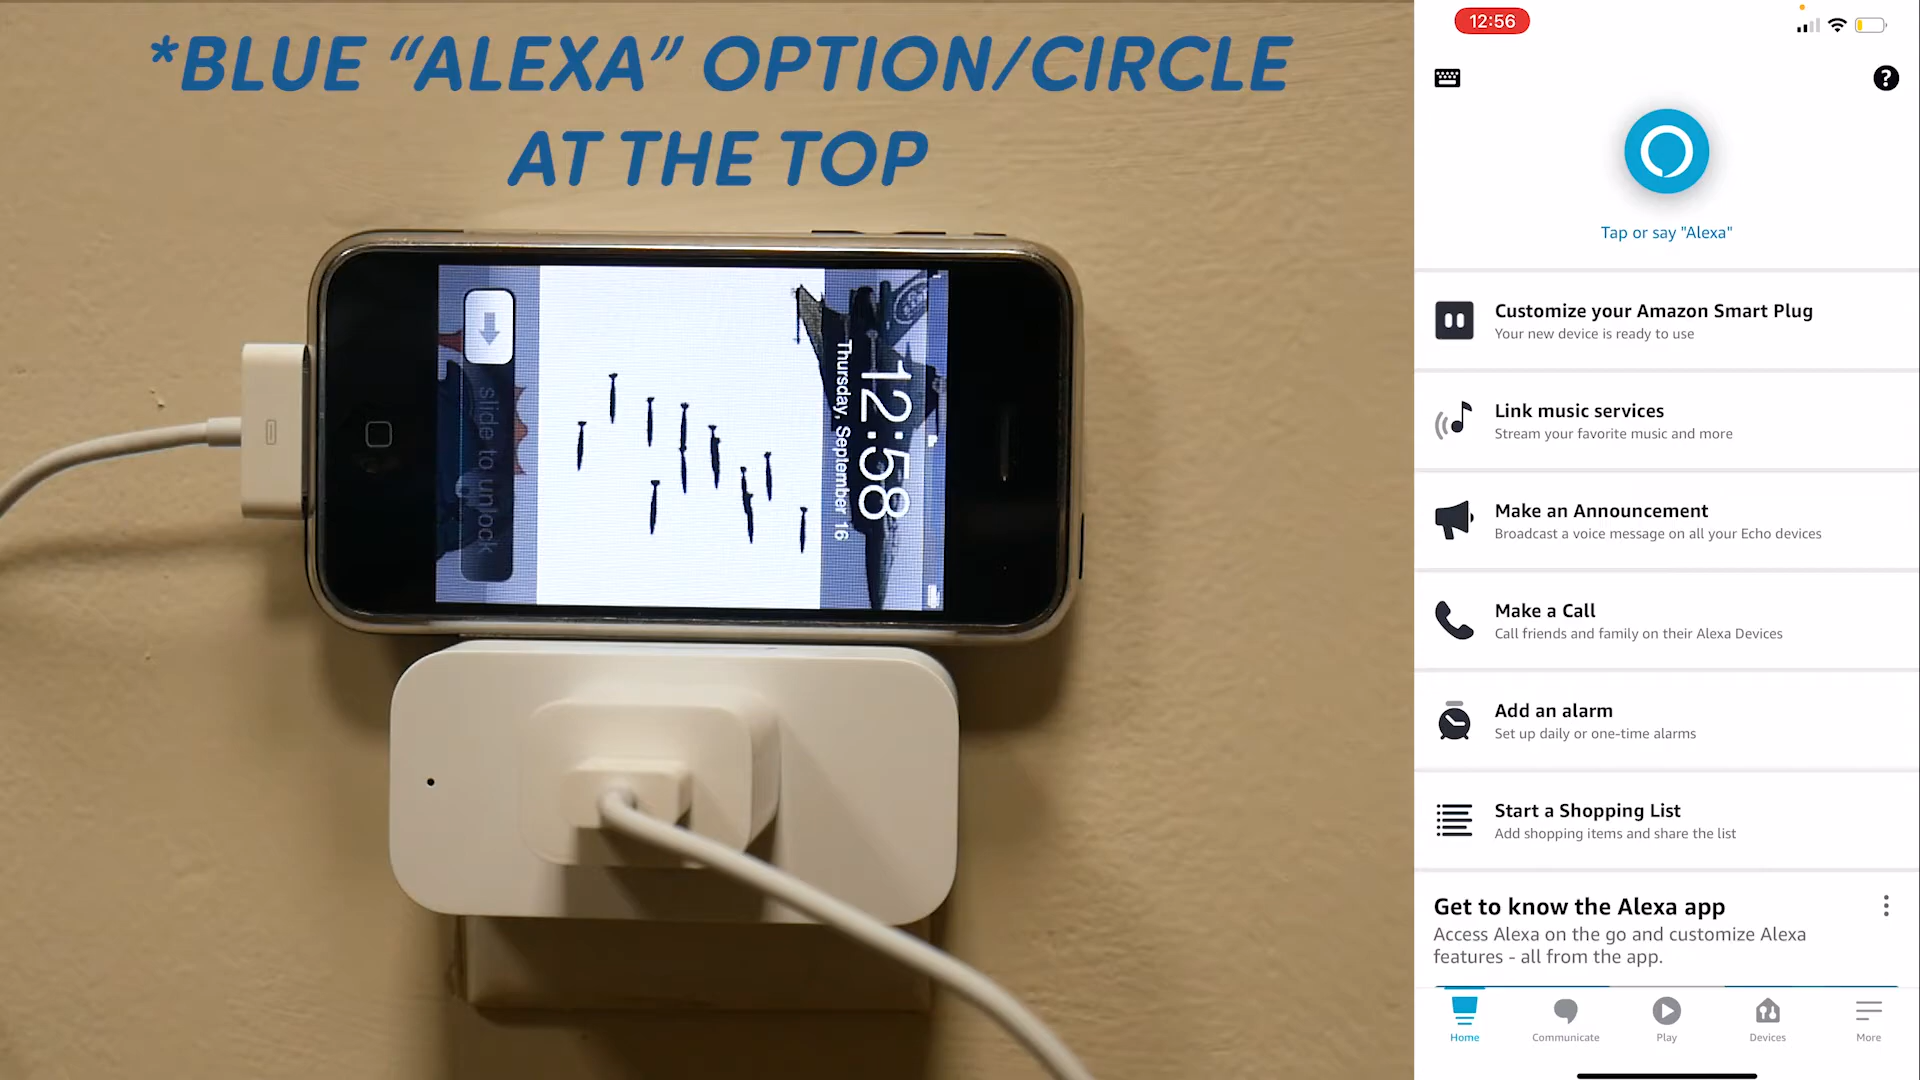 *BLUE “ALEXA” OPTION/CIRCLE
AT THE TOP
12:58
Thursday, September 16
slide to unlock
12:56
Tap or say "Alexa"
Customize your Amazon Smart Plug
Your new device is ready to use
Link music services
Stream your favorite music and more
Make an Announcement
Broadcast a voice message on all your Echo devices
Make a Call
Call friends and family on their Alexa Devices
Add an alarm
Set up daily or one-time alarms
Start a Shopping List
Add shopping items and share the list
Get to know the Alexa app
Access Alexa on the go and customize Alexa
features - all from the app.
Home
Communicate
Play
Devices
More